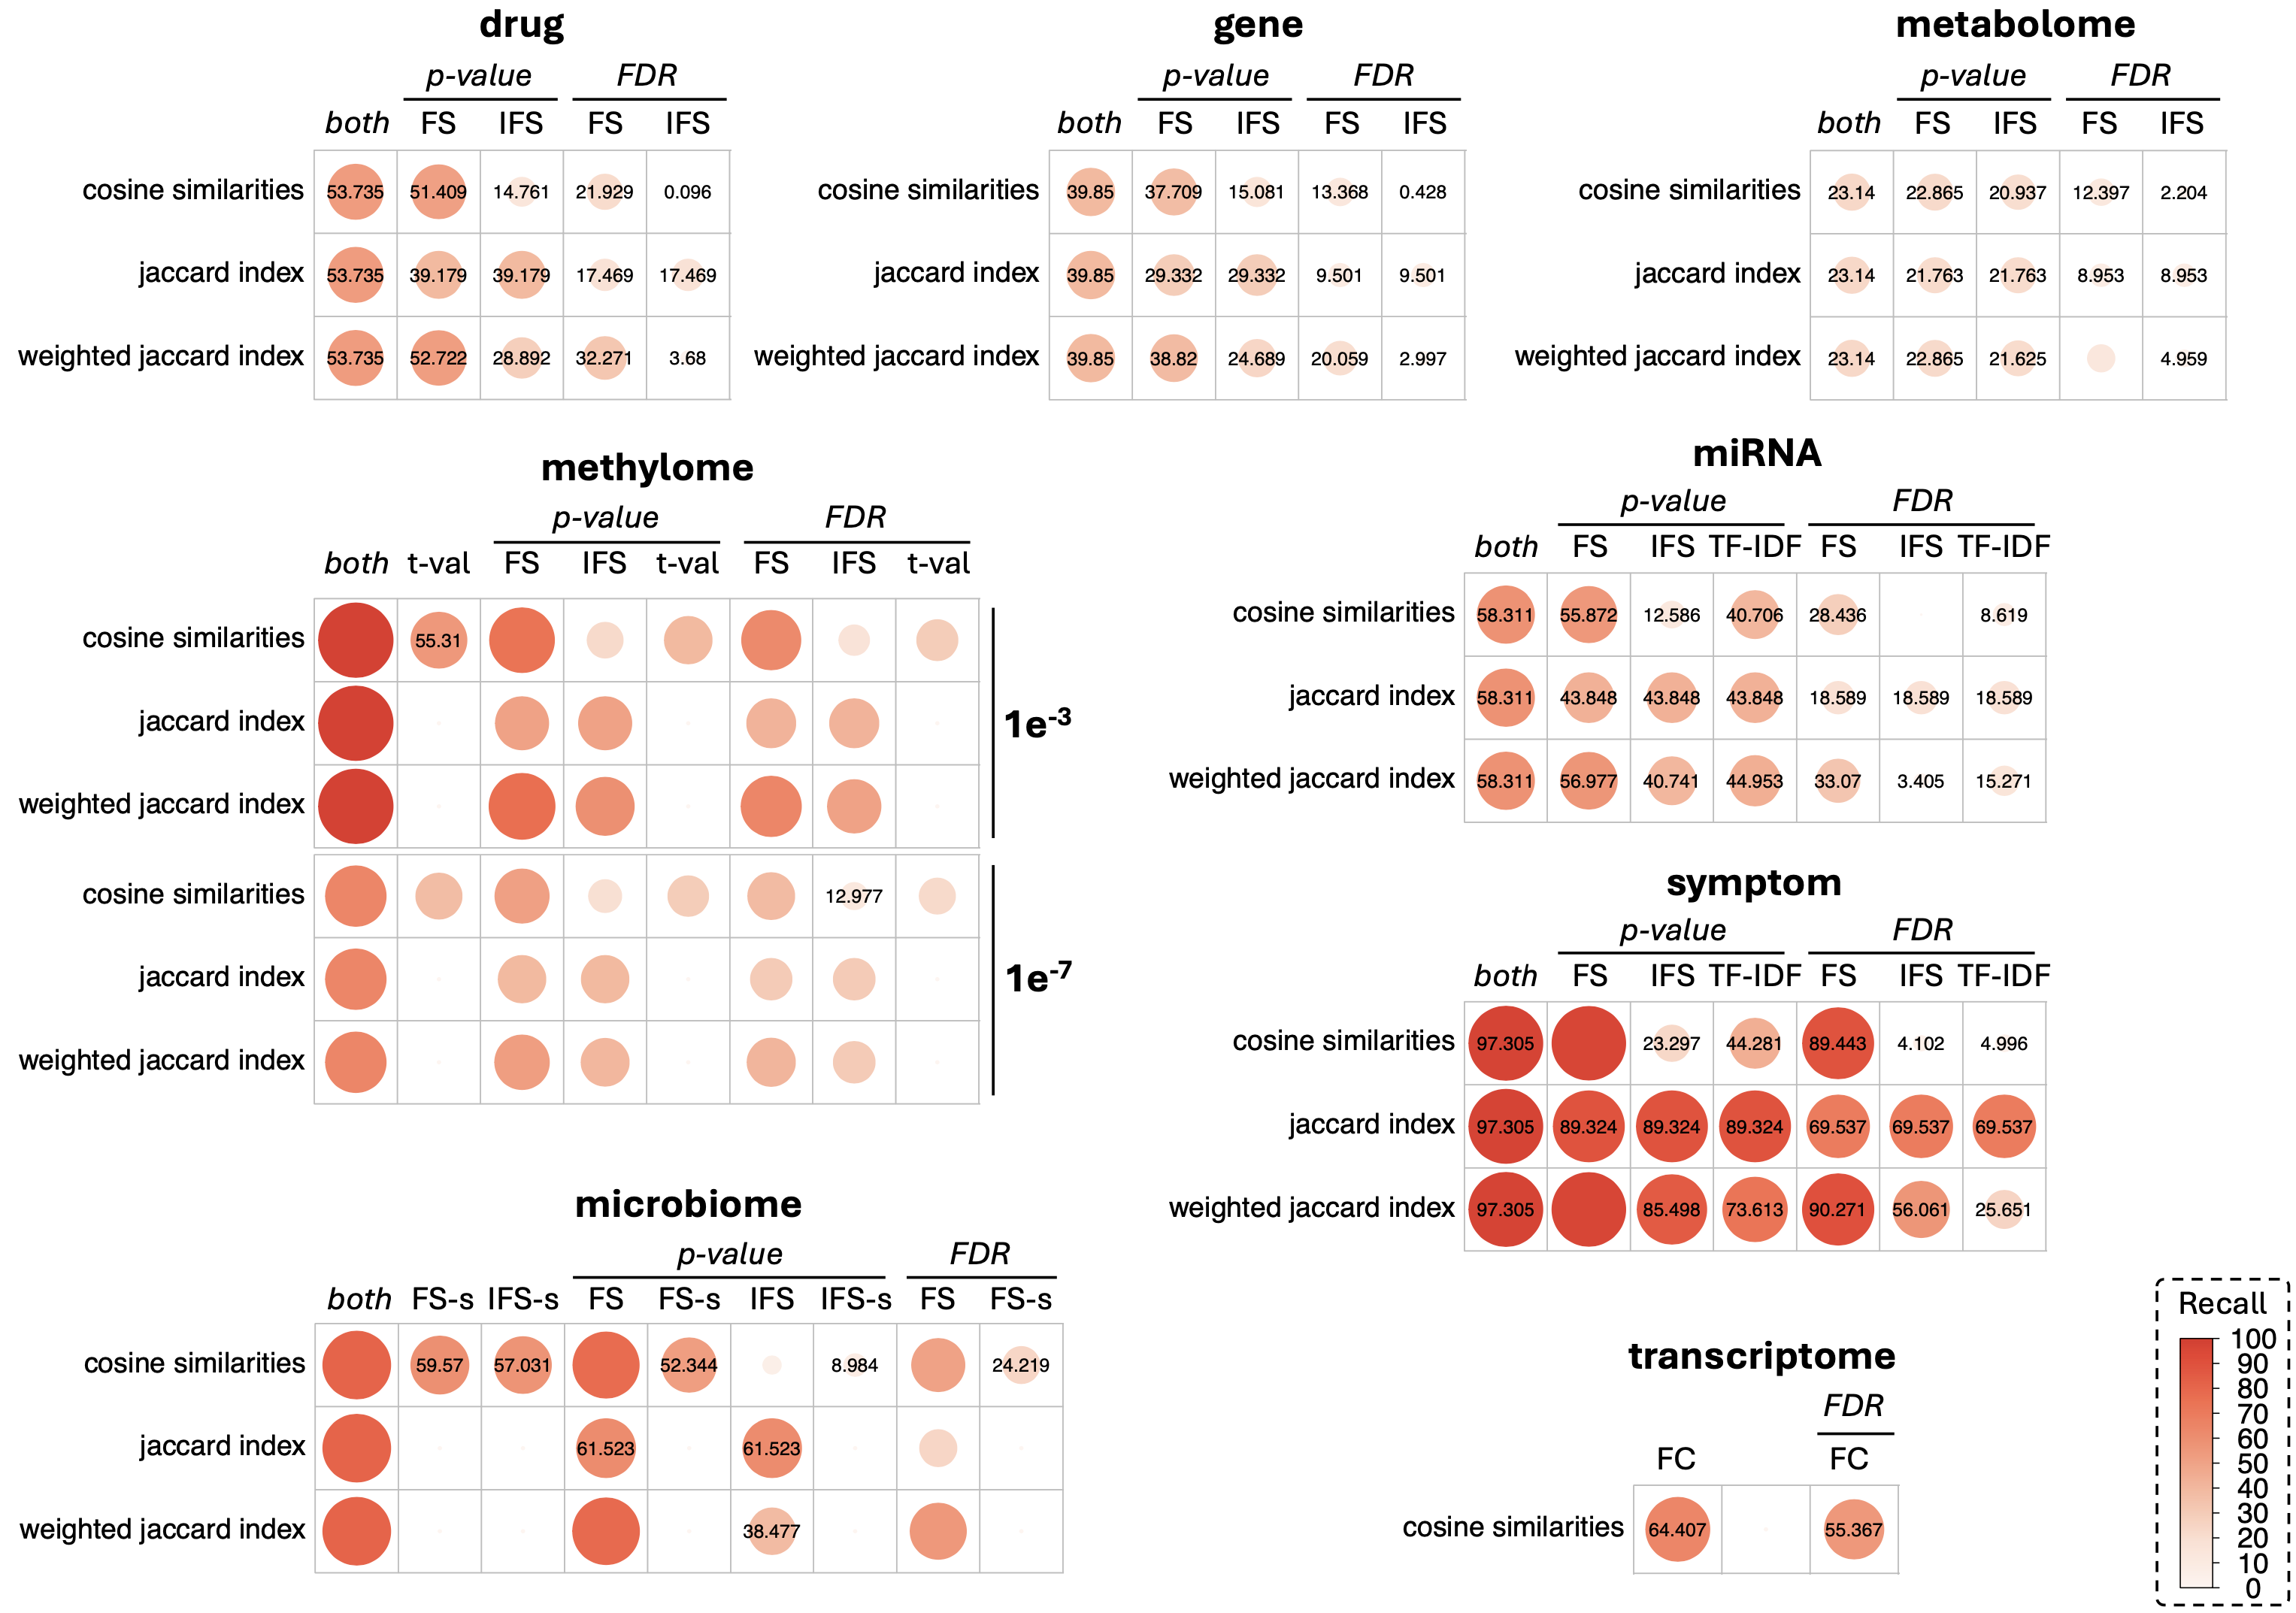 drug
p-value FDR
both FS IFS FS IFS
cosine similarities 53.735 51.409 14.761 21.929 0.096
jaccard index 53.735 39.179 39.179 17.469 17.469
weighted jaccard index 53.735 52.722 28.892 32.271 3.68
gene
p-value FDR
both FS IFS FS IFS
cosine similarities 39.85 37.709 15.081 13.368 0.428
jaccard index 39.85 29.332 29.332 9.501 9.501
weighted jaccard index 39.85 38.82 24.689 20.059 2.997
metabolome
p-value FDR
both FS IFS FS IFS
cosine similarities 23.14 22.865 20.937 12.397 2.204
jaccard index 23.14 21.763 21.763 8.953 8.953
weighted jaccard index 23.14 22.865 21.625 4.959
methylome
p-value FDR
both t-val FS IFS t-val FS IFS t-val
cosine similarities 55.31
jaccard index
weighted jaccard index
1e-3
cosine similarities 12.977
jaccard index
weighted jaccard index
1e-7
miRNA
p-value FDR
both FS IFS TF-IDF FS IFS TF-IDF
cosine similarities 58.311 55.872 12.586 40.706 28.436 8.619
jaccard index 58.311 43.848 43.848 43.848 18.589 18.589 18.589
weighted jaccard index 58.311 56.977 40.741 44.953 33.07 3.405 15.271
symptom
p-value FDR
both FS IFS TF-IDF FS IFS TF-IDF
cosine similarities 97.305 23.297 44.281 89.443 4.102 4.996
jaccard index 97.305 89.324 89.324 89.324 69.537 69.537 69.537
weighted jaccard index 97.305 85.498 73.613 90.271 56.061 25.651
microbiome
p-value FDR
both FS-s IFS-s FS FS-s IFS IFS-s FS FS-s
cosine similarities 59.57 57.031 52.344 8.984 24.219
jaccard index 61.523 61.523
weighted jaccard index 38.477
transcriptome
FDR
FC FC
cosine similarities 64.407 55.367
Recall
100
90
80
70
60
50
40
30
20
10
0